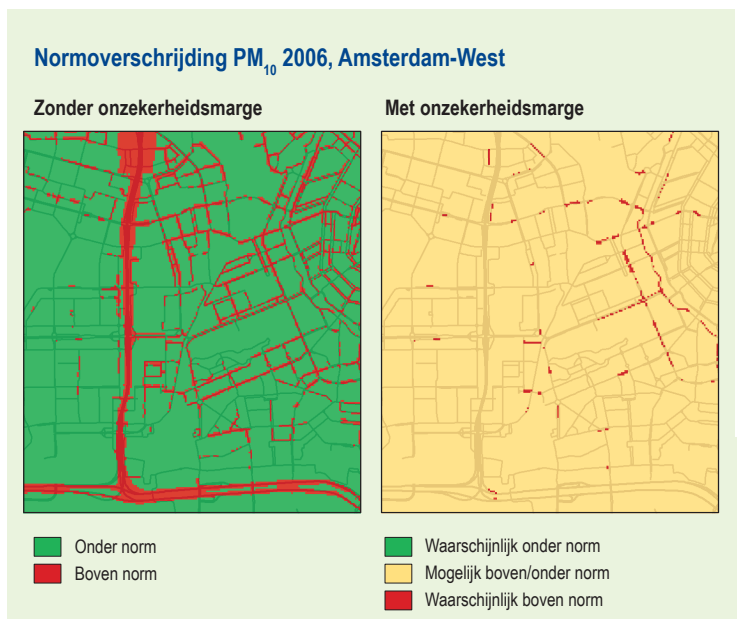 Normoverschrijding PM10 2006, Amsterdam-West
Zonder onzekerheidsmarge
Met onzekerheidsmarge
Onder norm
Boven norm
Waarschijnlijk onder norm
Mogelijk boven/onder norm
Waarschijnlijk boven norm